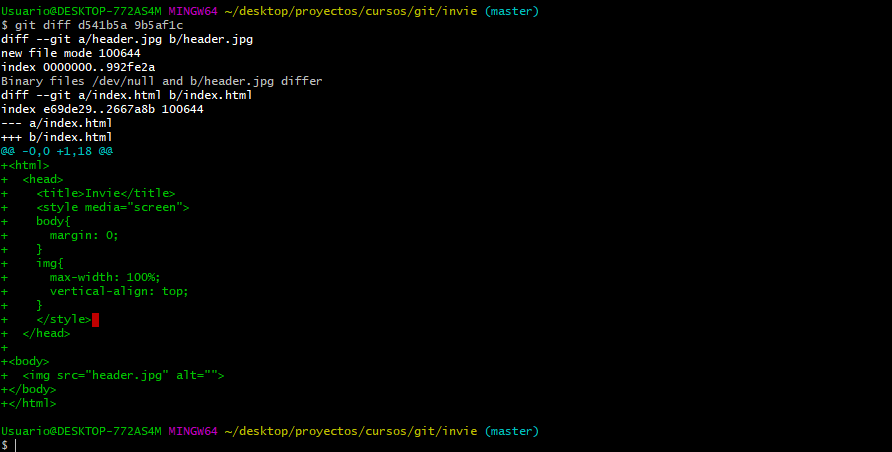 Usuario@DESKTOP-772AS4M MINGW64 ~/desktop/proyectos/cursos/git/invie (master)
$ git diff d541b5a 9b5af1c
diff --git a/header.jpg b/header.jpg
new file mode 100644
index 0000000..992fe2a
Binary files /dev/null and b/header.jpg differ
diff --git a/index.html b/index.html
index e69de29..2667a8b 100644
--- a/index.html
+++ b/index.html
@@ -0,0 +1,18 @@
+<html>
+  <head>
+    <title>Invie</title>
+    <style media="screen">
+    body{
+      margin: 0;
+    }
+    img{
+      max-width: 100%;
+      vertical-align: top;
+    }
+    </style>
+  </head>
+
+<body>
+  <img src="header.jpg" alt="">
+</body>
+</html>

Usuario@DESKTOP-772AS4M MINGW64 ~/desktop/proyectos/cursos/git/invie (master)
$